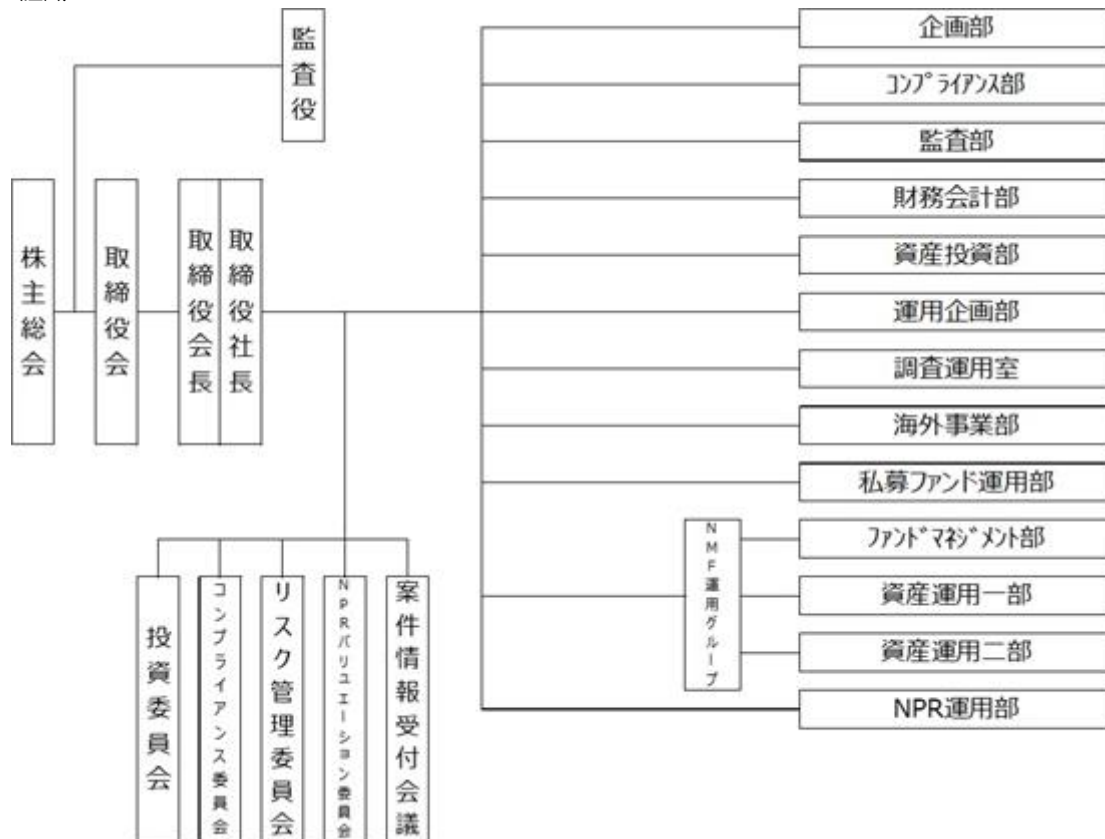 監査役
株主総会
取締役会
取締役会長
取締役社長
企画部
ｺﾝﾌﾟﾗｲｱﾝｽ部
監査部
財務会計部
資産投資部
運用企画部
調査運用室
海外事業部
私募ファンド運用部
NMF運用グループ
ﾌｧﾝﾄﾞﾏﾈｼﾞﾒﾝﾄ部
資産運用一部
資産運用二部
NPR運用部
投資委員会
コンプライアンス委員会
リスク管理委員会
NPRバリュエーション委員会
案件情報受付会議